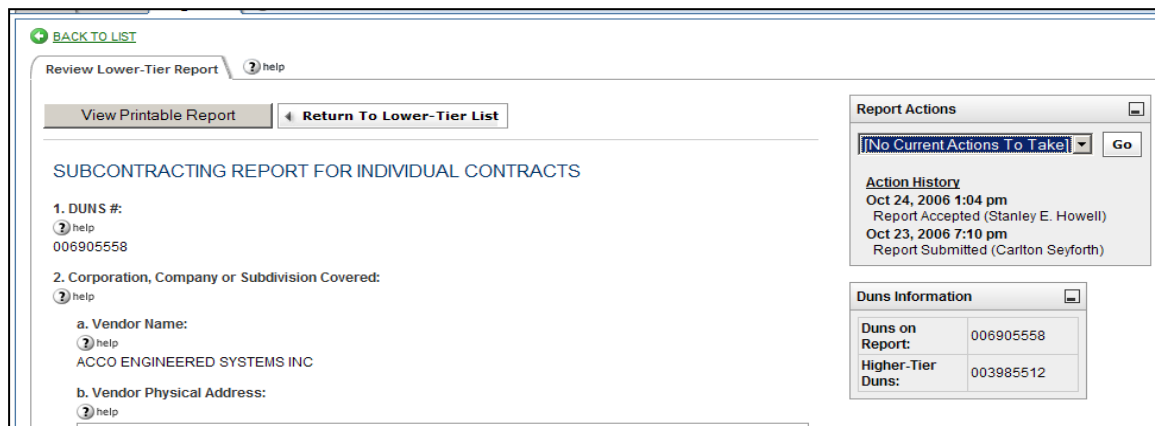 BACK TO LIST
Review Lower-Tier Report
help
View Printable Report
Return To Lower-Tier List
SUBCONTRACTING REPORT FOR INDIVIDUAL CONTRACTS
1. DUNS #:
help
006905558
2. Corporation, Company or Subdivision Covered:
help
a. Vendor Name:
help
ACCO ENGINEERED SYSTEMS INC
b. Vendor Physical Address:
help
Report Actions
[No Current Actions To Take]
Go
Action History
Oct 24, 2006 1:04 pm
Report Accepted (Stanley E. Howell)
Oct 23, 2006 7:10 pm
Report Submitted (Carlton Seyforth)
Duns Information
Duns on
Report:
006905558
Higher-Tier
Duns:
003985512